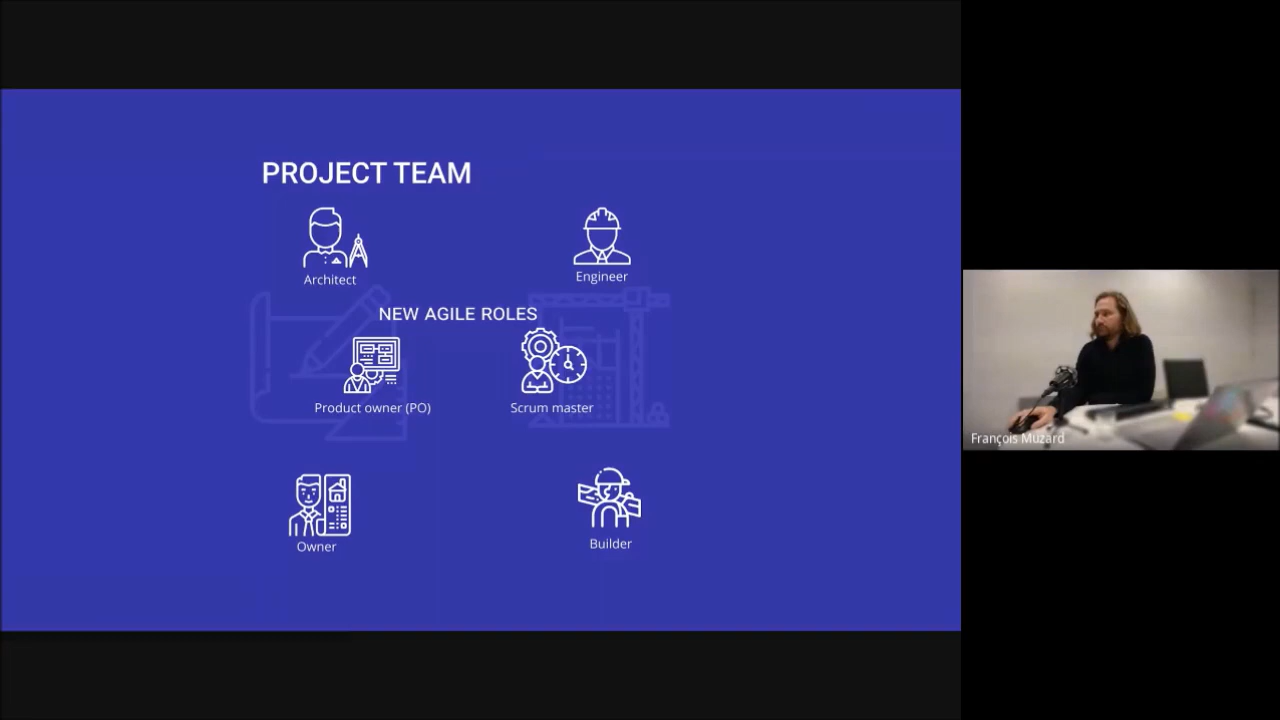 PROJECT TEAM
Architect
Engineer
NEW AGILE ROLES
Product owner (PO)
Scrum master
Owner
Builder
François Muzard